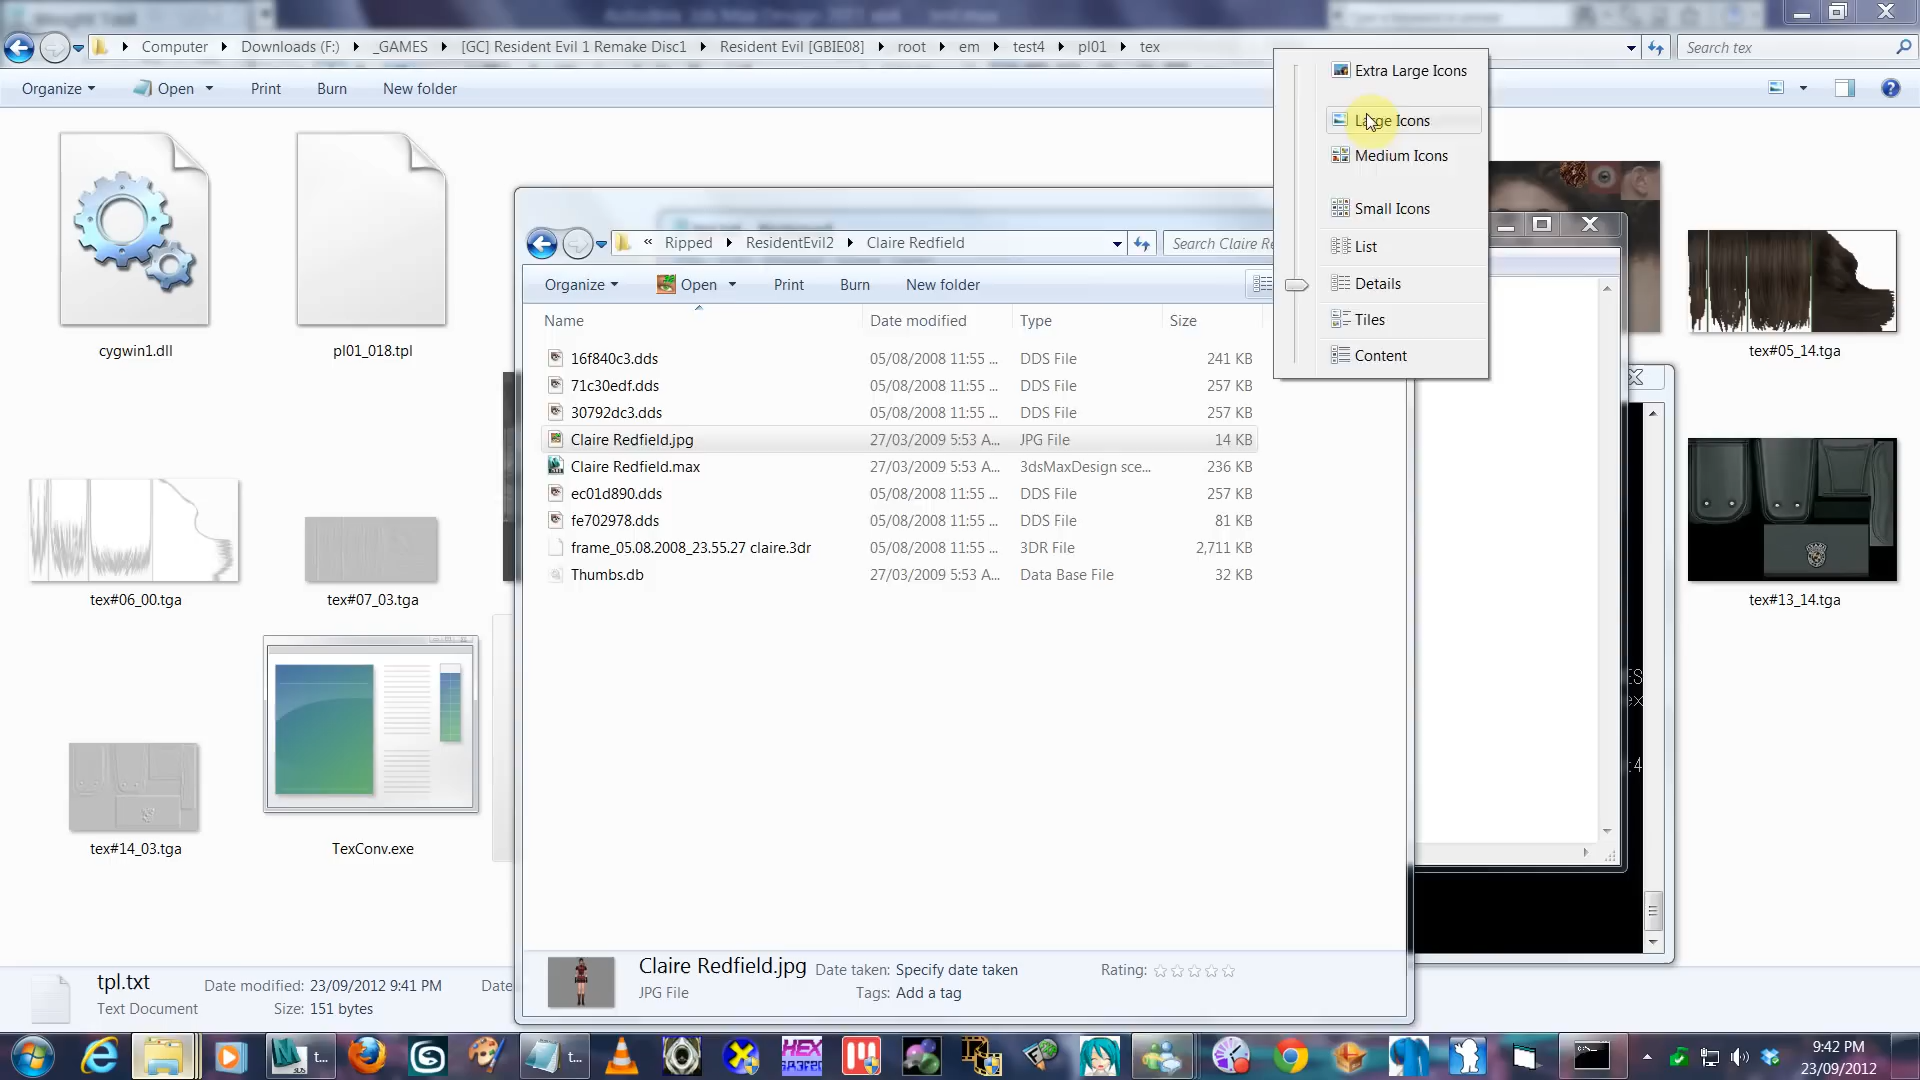 Computer
Downloads (F:)
_GAMES
[GC] Resident Evil 1 Remake Disc1
Resident Evil [GBIE08]
root
em
test4
pl01
tex
Search tex
Organize
Open
Print
Burn
New folder
Extra Large Icons
Large Icons
Medium Icons
Small Icons
List
Details
Tiles
Content
cygwin1.dll
pl01_018.tpl
tex#05_14.tga
tex#06_00.tga
tex#07_03.tga
tex#13_14.tga
tex#14_03.tga
TexConv.exe
« Ripped
ResidentEvil2
Claire Redfield
Search Claire Re
Organize
Open
Print
Burn
New folder
Name Date modified Type Size
16f840c3.dds 05/08/2008 11:55 ... DDS File 241 KB
71c30edf.dds 05/08/2008 11:55 ... DDS File 257 KB
30792dc3.dds 05/08/2008 11:55 ... DDS File 257 KB
Claire Redfield.jpg 27/03/2009 5:53 A... JPG File 14 KB
Claire Redfield.max 27/03/2009 5:53 A... 3dsMaxDesign sce... 236 KB
ec01d890.dds 05/08/2008 11:55 ... DDS File 257 KB
fe702978.dds 05/08/2008 11:55 ... DDS File 81 KB
frame_05.08.2008_23.55.27 claire.3dr 05/08/2008 11:55 ... 3DR File 2,711 KB
Thumbs.db 27/03/2009 5:53 A... Data Base File 32 KB
Claire Redfield.jpg Date taken: Specify date taken Rating:
JPG File Tags: Add a tag
tpl.txt Date modified: 23/09/2012 9:41 PM Date
Text Document Size: 151 bytes
t...
t...
HEX
9:42 PM
23/09/2012